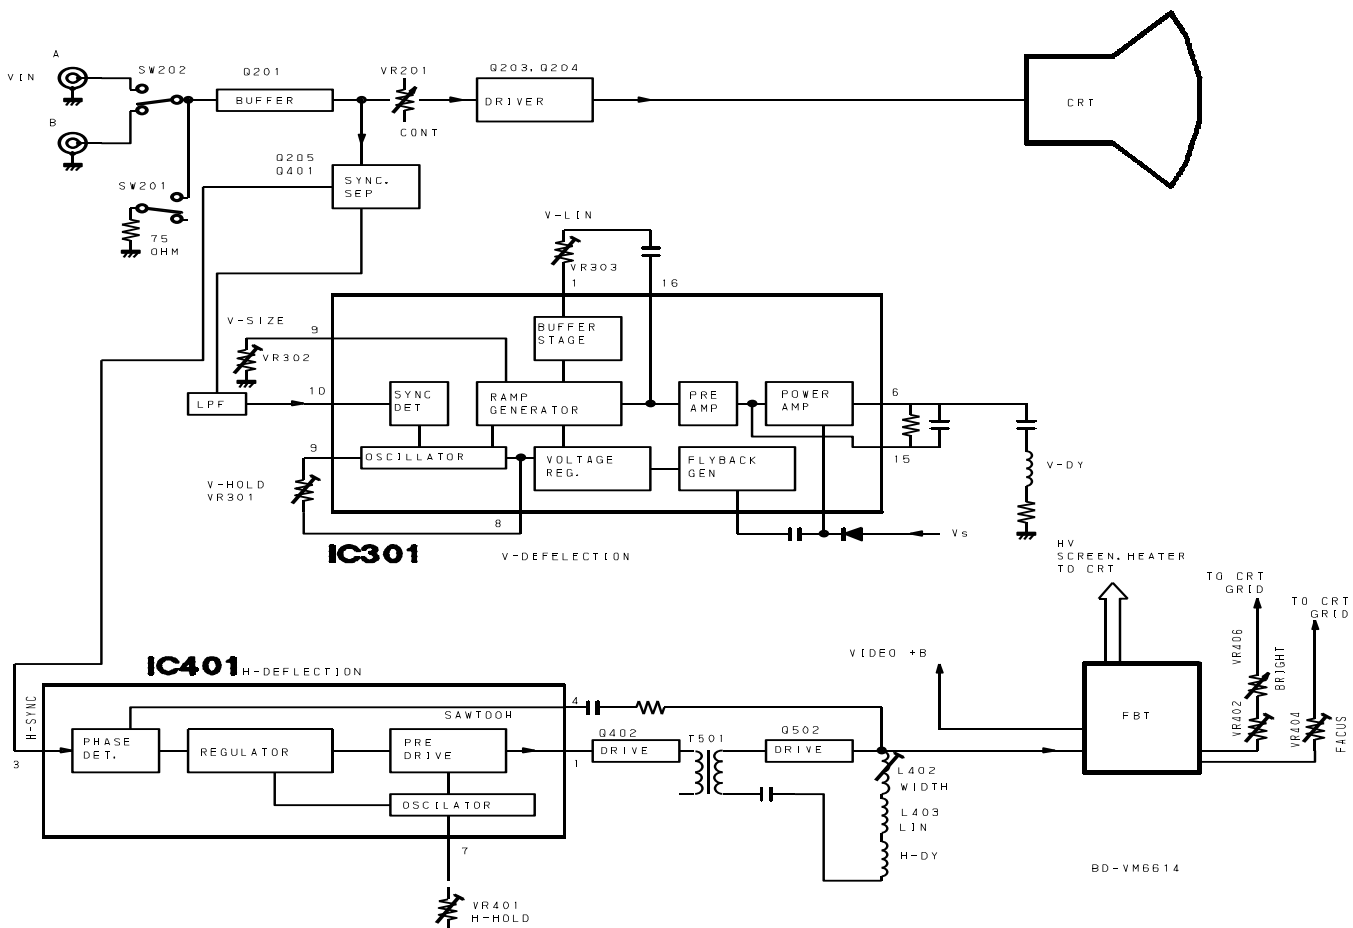 A
VIN
B
SW202
Q201
BUFFER
VR201
CONT
Q203, Q204
DRIVER
CRT
SW201
75
OHM
Q205
Q401
SYNC.
SEP
V-LIN
VR303
1
16
V-SIZE
VR302
9
10
LPF
BUFFER
STAGE
SYNC
DET
RAMP
GENERATOR
PRE
AMP
POWER
AMP
6
15
9
OSCILLATOR
VOLTAGE
REG.
FLYBACK
GEN
V-HOLD
VR301
8
V-DY
Vs
IC301
V-DEFELECTION
HV
SCREEN.HEATER
TO CRT
TO CRT
GRID
TO CRT
GRID
IC401
H-DEFLECTION
VIDEO +B
FBT
VR406
BRIGHT
VR402
VR404
FACUS
H-SYNC
3
PHASE
DET.
REGULATOR
PRE
DRIVE
OSCILATOR
SAWTOOH
4
1
7
Q402
DRIVE
T501
Q502
DRIVE
L402
WIDTH
L403
LIN
H-DY
VR401
H-HOLD
BD-VM6614